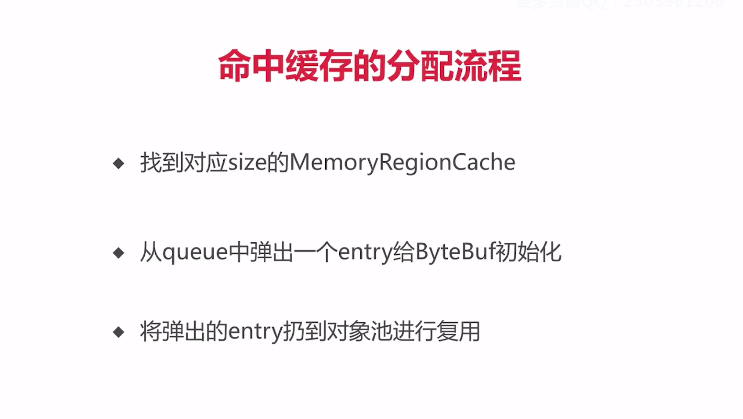 命中缓存的分配流程
找到对应size的MemoryRegionCache
从queue中弹出一个entry给ByteBuf初始化
将弹出的entry扔到对象池进行复用